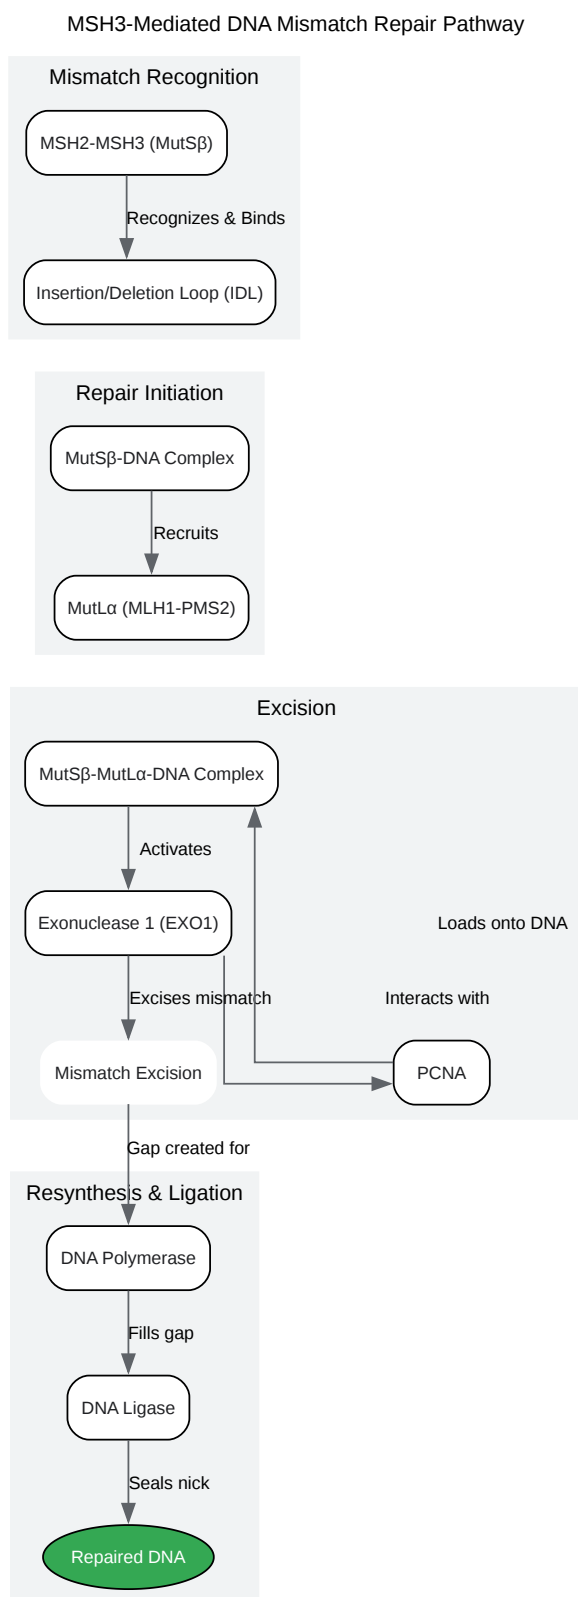 MSH3-Mediated DNA Mismatch Repair Pathway
Mismatch Recognition
MSH2-MSH3 (MutSβ)
Recognizes & Binds
Insertion/Deletion Loop (IDL)
Repair Initiation
MutSβ-DNA Complex
Recruits
MutLα (MLH1-PMS2)
Excision
MutSβ-MutLα-DNA Complex
Activates
Exonuclease 1 (EXO1)
Loads onto DNA
Excises mismatch
Interacts with
Mismatch Excision
PCNA
Gap created for
Resynthesis & Ligation
DNA Polymerase
Fills gap
DNA Ligase
Seals nick
Repaired DNA